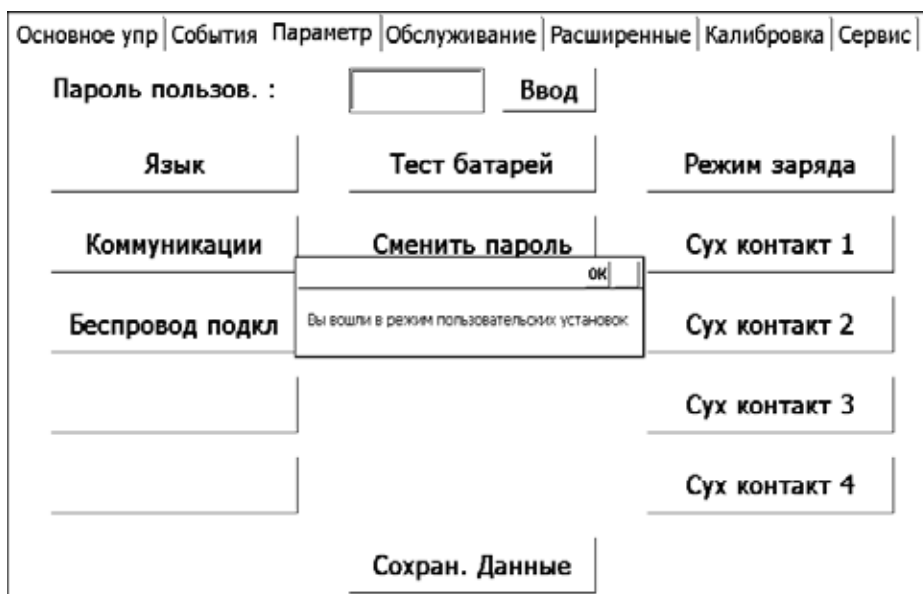 Основное упр События Параметр Обслуживание Расширенные Калибровка Сервис
Пароль пользов. : Ввод
Язык Тест батарей Режим заряда
Коммуникации Сменить пароль Сух контакт 1
ОК
Вы вошли в режим пользовательских установок
Беспровод подкл Сух контакт 2
Сух контакт 3
Сух контакт 4
Сохран. Данные